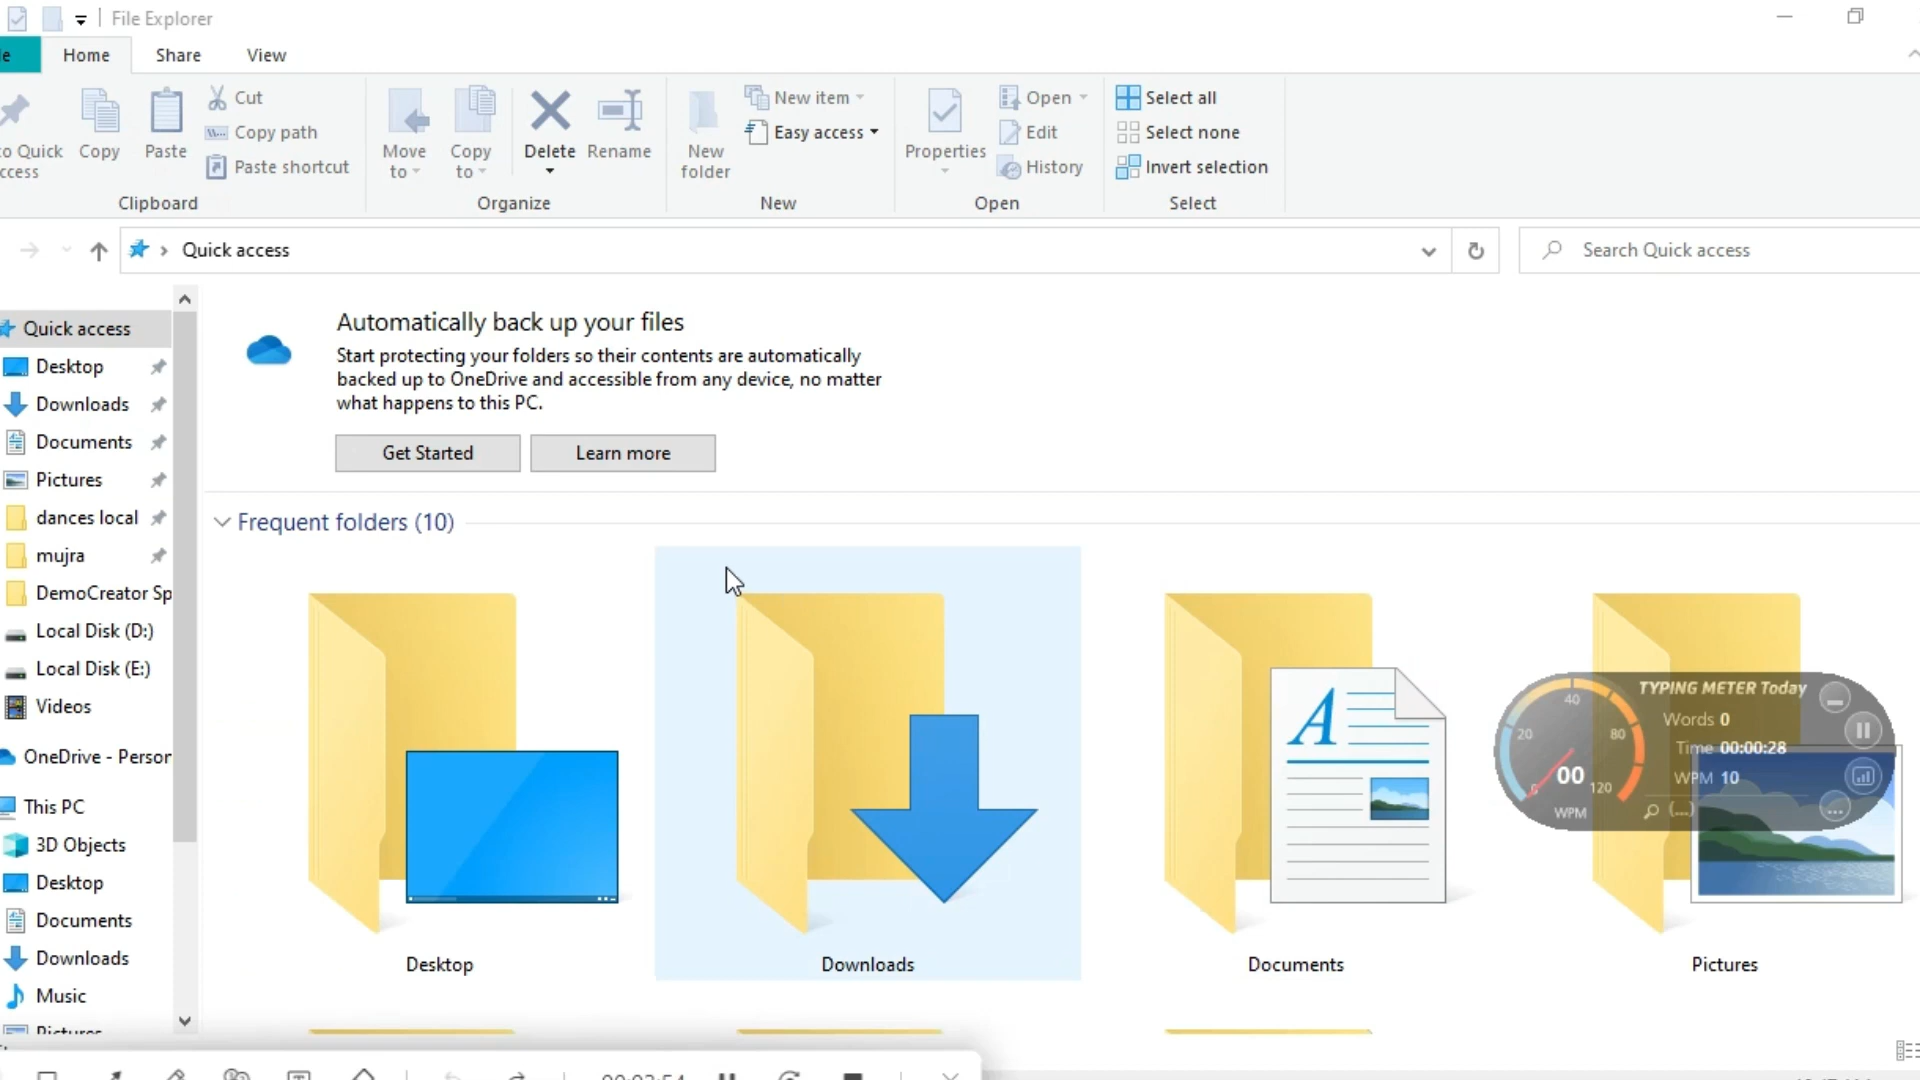 File Explorer
Home
Share
View
Cut
Copy path
Paste shortcut
Copy
Paste
Move to
Copy to
Delete
Rename
New folder
New item
Easy access
Properties
Open
Edit
History
Select all
Select none
Invert selection
Clipboard
Organize
New
Open
Select
Quick access
Search Quick access
Quick access
Desktop
Downloads
Documents
Pictures
dances local
mujra
DemoCreator Sp
Local Disk (D:)
Local Disk (E:)
Videos
OneDrive - Person
This PC
3D Objects
Desktop
Documents
Downloads
Music
Pictures
Automatically back up your files
Start protecting your folders so their contents are automatically
backed up to OneDrive and accessible from any device, no matter
what happens to this PC.
Get Started
Learn more
Frequent folders (10)
Desktop
Downloads
Documents
Pictures
TYPING METER Today
Words 0
Time 00:00:28
WPM 10
20
40
80
120
00
WPM